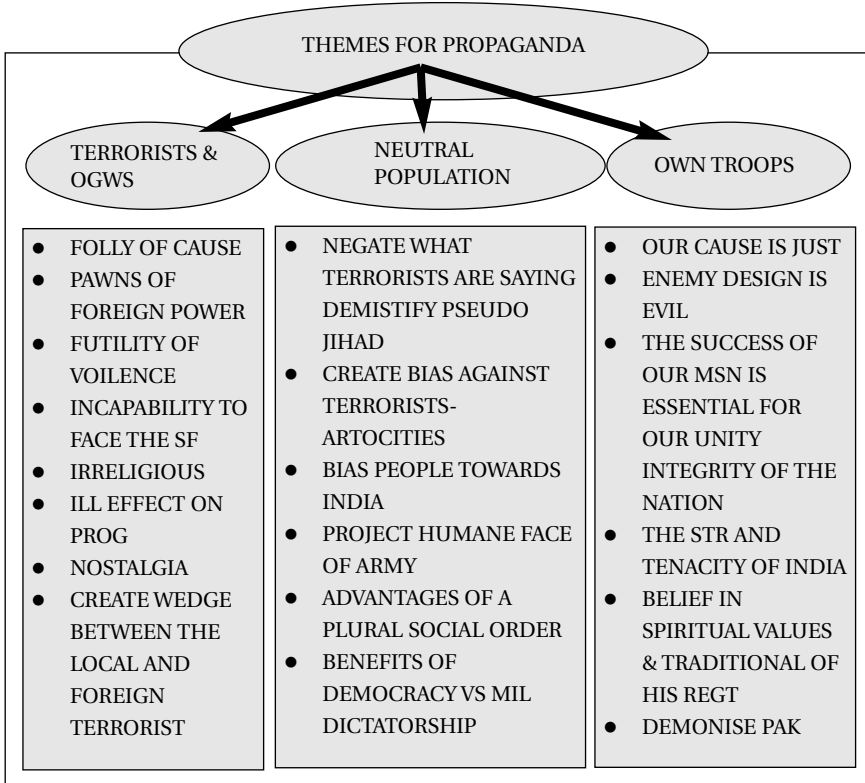 THEMES FOR PROPAGANDA
TERRORISTS &
OGWS
NEUTRAL
POPULATION
OWN TROOPS
● FOLLY OF CAUSE
● PAWNS OF
FOREIGN POWER
● FUTILITY OF
VOILENCE
● INCAPABILITY TO
FACE THE SF
● IRRELIGIOUS
● ILL EFFECT ON
PROG
● NOSTALGIA
● CREATE WEDGE
BETWEEN THE
LOCAL AND
FOREIGN
TERRORIST
● NEGATE WHAT
TERRORISTS ARE SAYING
DEMISTIFY PSEUDO
JIHAD
● CREATE BIAS AGAINST
TERRORISTS-
ARTOCITIES
● BIAS PEOPLE TOWARDS
INDIA
● PROJECT HUMANE FACE
OF ARMY
● ADVANTAGES OF A
PLURAL SOCIAL ORDER
● BENEFITS OF
DEMOCRACY VS MIL
DICTATORSHIP
● OUR CAUSE IS JUST
● ENEMY DESIGN IS
EVIL
● THE SUCCESS OF
OUR MSN IS
ESSENTIAL FOR
OUR UNITY
INTEGRITY OF THE
NATION
● THE STR AND
TENACITY OF INDIA
● BELIEF IN
SPIRITUAL VALUES
& TRADITIONAL OF
HIS REGT
● DEMONISE PAK